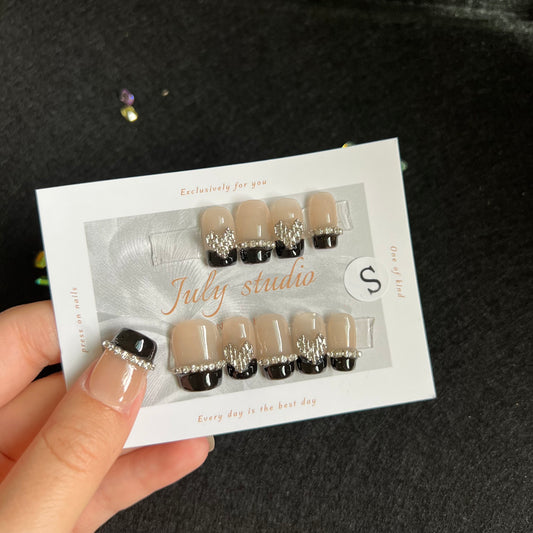 Exclusively for you
press on nails
July studio
S
One of kind
Every day is the best day